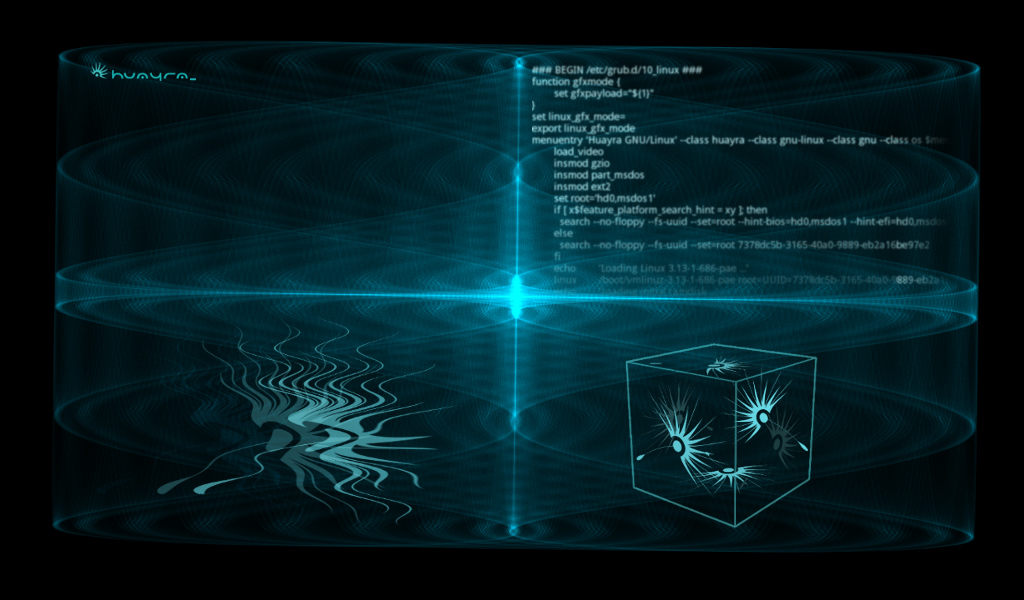 huayra_
### BEGIN /etc/grub.d/10_linux ###
function gfxmode {
set gfxpayload="${1}"
}
set linux_gfx_mode=
export linux_gfx_mode
menuentry 'Huayra GNU/Linux' --class huayra --class gnu-linux --class gnu --class os
load_video
insmod gzio
insmod part_msdos
insmod ext2
set root='hd0,msdos1'
if [ x$feature_platform_search_hint = xy ]; then
search --no-floppy --fs-uuid --set=root --hint-bios=hd0,msdos1 --hint-efi=hd0,msdos
else
search --no-floppy --fs-uuid --set=root 7378dc5b-3165-40a0-9889-eb2a16be97e2
fi
echo 'Loading Linux 3.13-1-686-pae ...'
linux /boot/vmlinuz-3.13-1-686-pae root=UUID=7378dc5b-3165-40a0-9889-eb2a